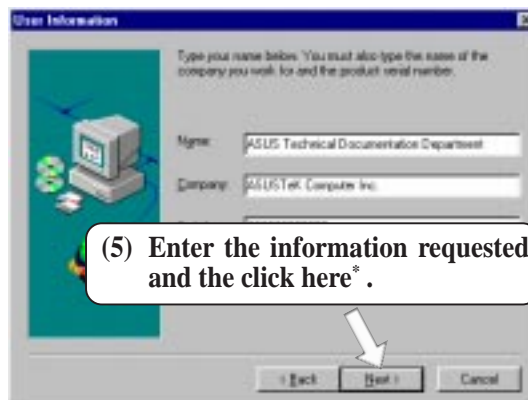 User Information
Type your name below. You must also type the name of the
company you work for and the product serial number.
Name: ASUS Technical Documentation Department
Company: ASUSTeK Computer Inc.
(5) Enter the information requested
and the click here* .
< Back Next > Cancel